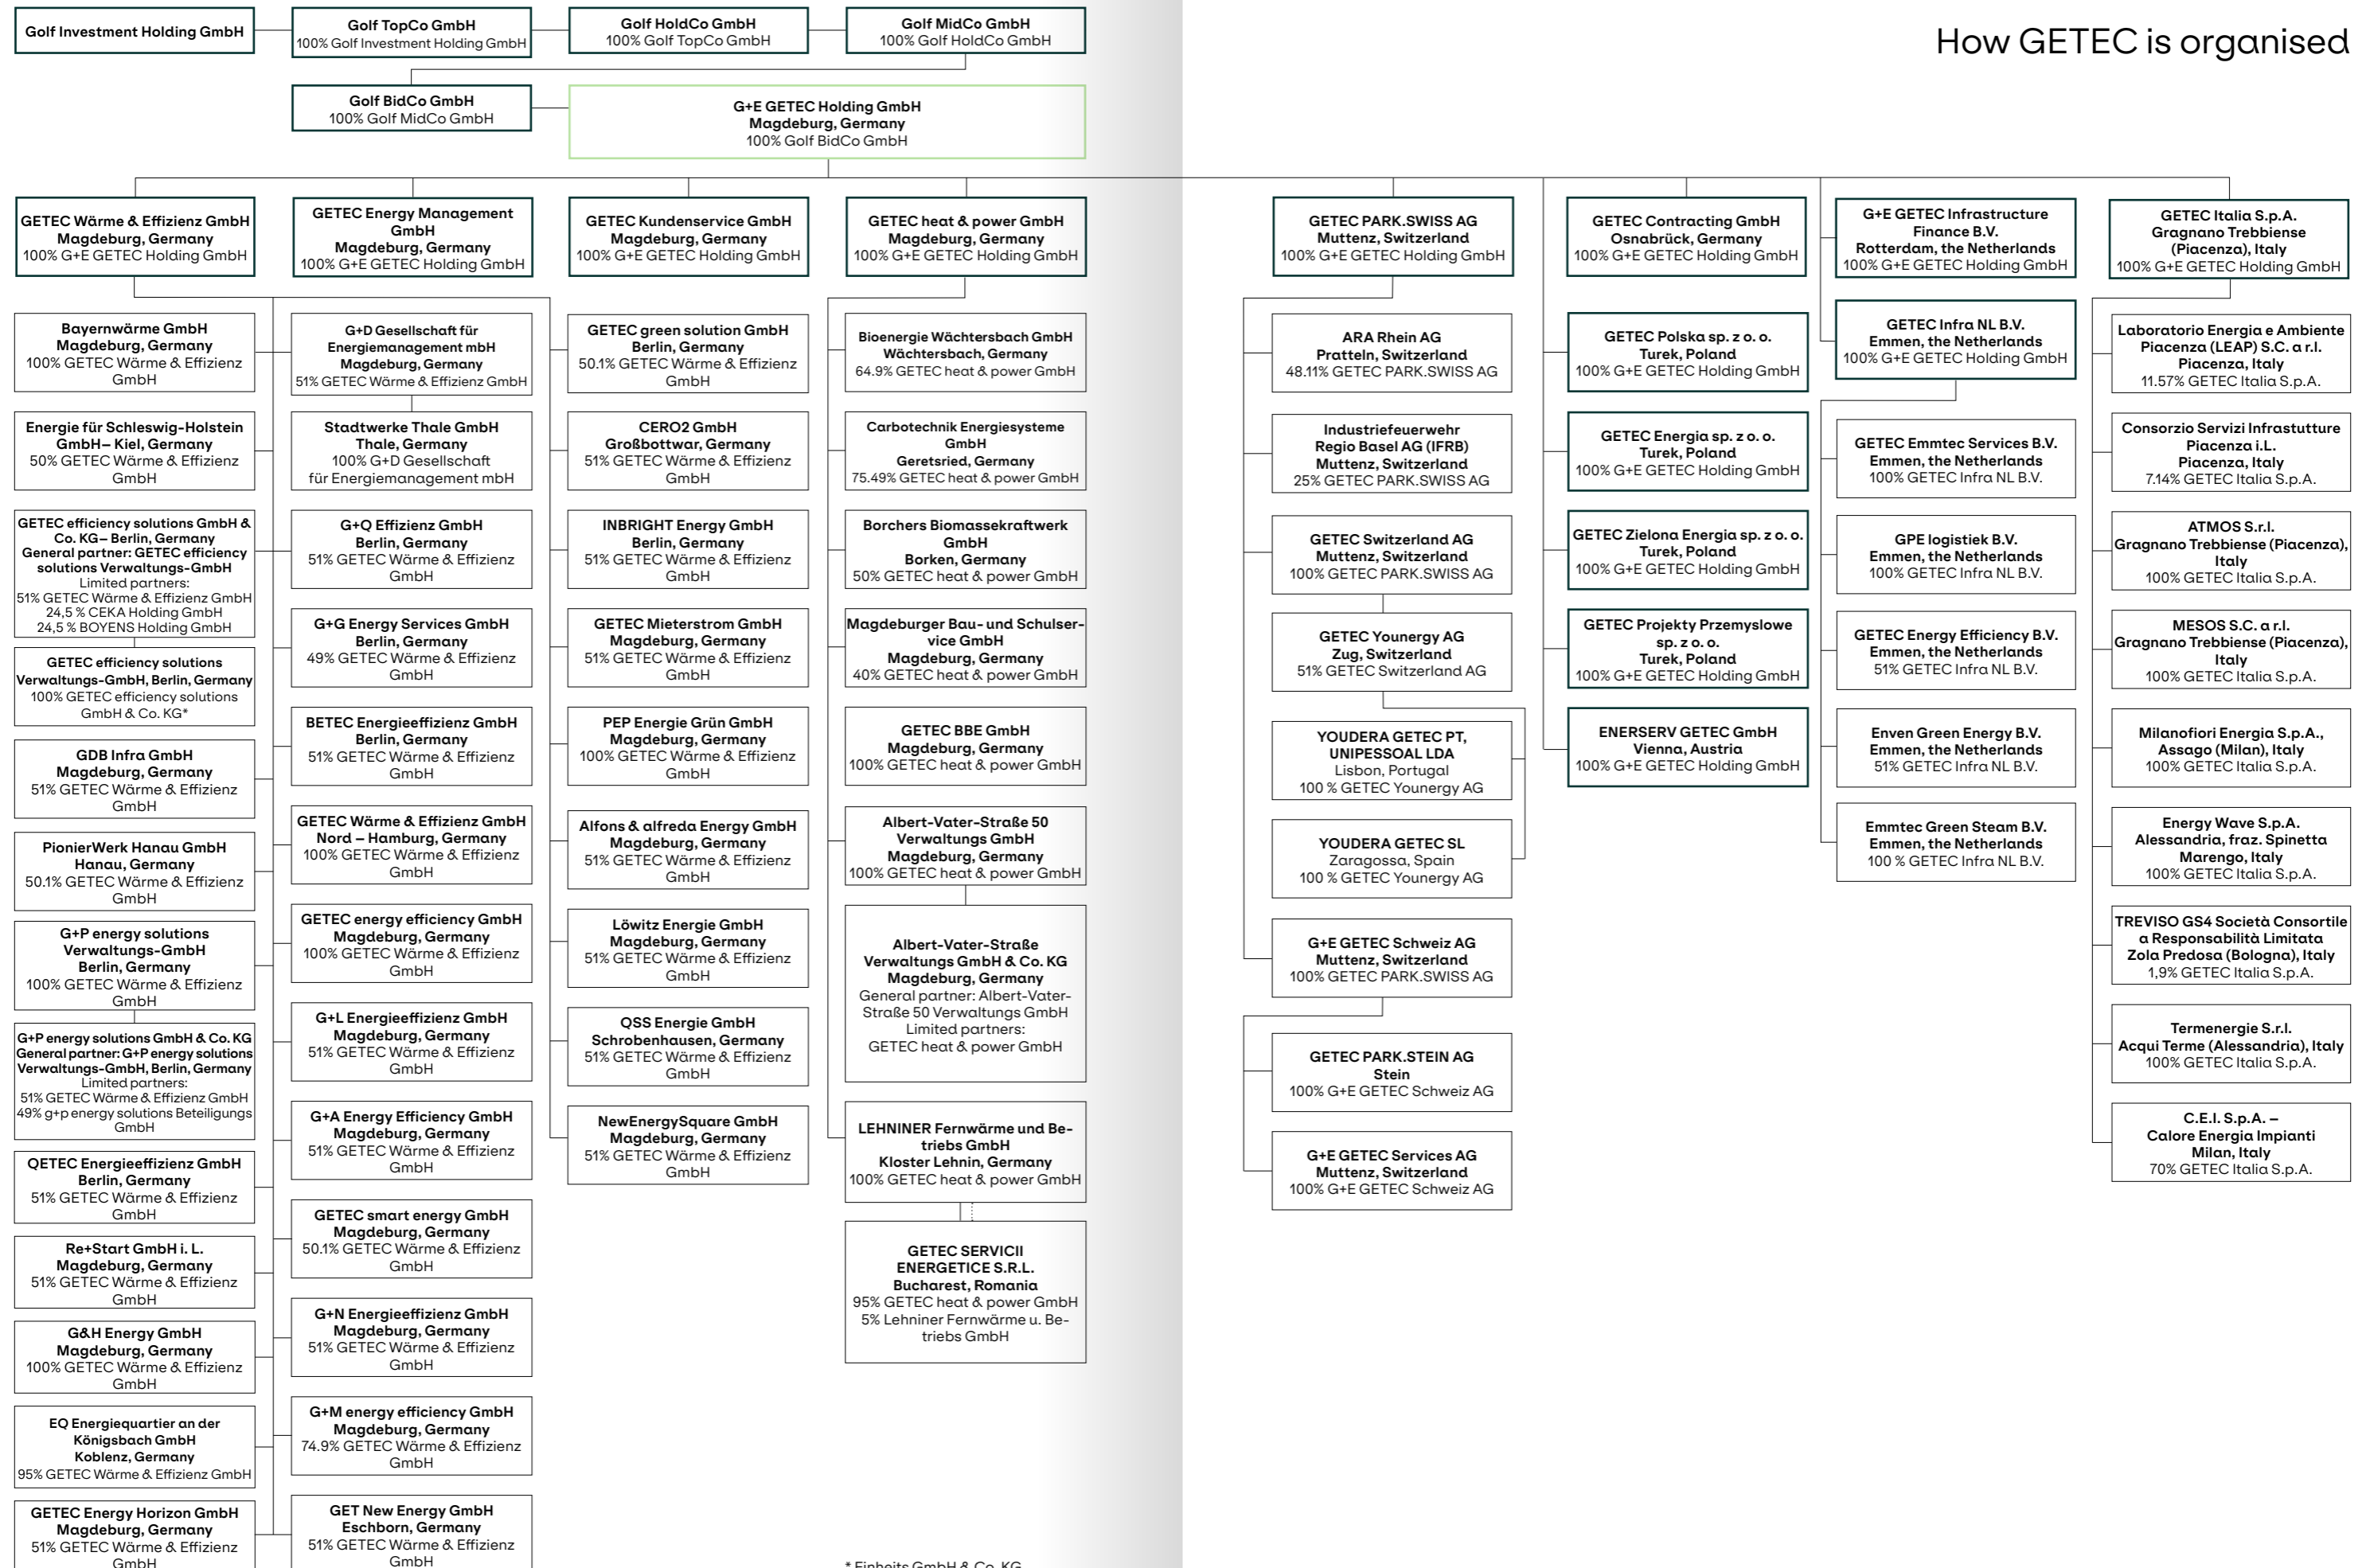 How GETEC is organised
Golf Investment Holding GmbH
Golf TopCo GmbH
100% Golf Investment Holding GmbH
Golf HoldCo GmbH
100% Golf TopCo GmbH
Golf MidCo GmbH
100% Golf HoldCo GmbH
Golf BidCo GmbH
100% Golf MidCo GmbH
G+E GETEC Holding GmbH
Magdeburg, Germany
100% Golf BidCo GmbH
GETEC Wärme & Effizienz GmbH
Magdeburg, Germany
100% G+E GETEC Holding GmbH
GETEC Energy Management
GmbH
Magdeburg, Germany
100% G+E GETEC Holding GmbH
GETEC Kundenservice GmbH
Magdeburg, Germany
100% G+E GETEC Holding GmbH
GETEC heat & power GmbH
Magdeburg, Germany
100% G+E GETEC Holding GmbH
GETEC PARK.SWISS AG
Muttenz, Switzerland
100% G+E GETEC Holding GmbH
GETEC Contracting GmbH
Osnabrück, Germany
100% G+E GETEC Holding GmbH
G+E GETEC Infrastructure
Finance B.V.
Rotterdam, the Netherlands
100% G+E GETEC Holding GmbH
GETEC Italia S.p.A.
Gragnano Trebbiense
(Piacenza), Italy
100% G+E GETEC Holding GmbH
Bayernwärme GmbH
Magdeburg, Germany
100% GETEC Wärme & Effizienz
GmbH
Energie für Schleswig-Holstein
GmbH– Kiel, Germany
50% GETEC Wärme & Effizienz
GmbH
GETEC efficiency solutions GmbH &
Co. KG– Berlin, Germany
General partner: GETEC efficiency
solutions Verwaltungs-GmbH
Limited partners:
51% GETEC Wärme & Effizienz GmbH
24,5 % CEKA Holding GmbH
24,5 % BOYENS Holding GmbH
GETEC efficiency solutions
Verwaltungs-GmbH, Berlin, Germany
100% GETEC efficiency solutions
GmbH & Co. KG*
GDB Infra GmbH
Magdeburg, Germany
51% GETEC Wärme & Effizienz
GmbH
PionierWerk Hanau GmbH
Hanau, Germany
50.1% GETEC Wärme & Effizienz
GmbH
G+P energy solutions
Verwaltungs-GmbH
Berlin, Germany
100% GETEC Wärme & Effizienz
GmbH
G+P energy solutions GmbH & Co. KG
General partner: G+P energy solutions
Verwaltungs-GmbH, Berlin, Germany
Limited partners:
51% GETEC Wärme & Effizienz GmbH
49% g+p energy solutions Beteiligungs
GmbH
QETEC Energieeffizienz GmbH
Berlin, Germany
51% GETEC Wärme & Effizienz
GmbH
Re+Start GmbH i. L.
Magdeburg, Germany
51% GETEC Wärme & Effizienz
GmbH
G&H Energy GmbH
Magdeburg, Germany
100% GETEC Wärme & Effizienz
GmbH
EQ Energiequartier an der
Königsbach GmbH
Koblenz, Germany
95% GETEC Wärme & Effizienz GmbH
GETEC Energy Horizon GmbH
Magdeburg, Germany
51% GETEC Wärme & Effizienz
GmbH
G+D Gesellschaft für
Energiemanagement mbH
Magdeburg, Germany
51% GETEC Wärme & Effizienz GmbH
Stadtwerke Thale GmbH
Thale, Germany
100% G+D Gesellschaft
für Energiemanagement mbH
G+Q Effizienz GmbH
Berlin, Germany
51% GETEC Wärme & Effizienz
GmbH
G+G Energy Services GmbH
Berlin, Germany
49% GETEC Wärme & Effizienz
GmbH
BETEC Energieeffizienz GmbH
Berlin, Germany
51% GETEC Wärme & Effizienz
GmbH
GETEC Wärme & Effizienz GmbH
Nord – Hamburg, Germany
100% GETEC Wärme & Effizienz
GmbH
GETEC energy efficiency GmbH
Magdeburg, Germany
100% GETEC Wärme & Effizienz
GmbH
G+L Energieeffizienz GmbH
Magdeburg, Germany
51% GETEC Wärme & Effizienz
GmbH
G+A Energy Efficiency GmbH
Magdeburg, Germany
51% GETEC Wärme & Effizienz
GmbH
GETEC smart energy GmbH
Magdeburg, Germany
50.1% GETEC Wärme & Effizienz
GmbH
G+N Energieeffizienz GmbH
Magdeburg, Germany
51% GETEC Wärme & Effizienz
GmbH
G+M energy efficiency GmbH
Magdeburg, Germany
74.9% GETEC Wärme & Effizienz
GmbH
GET New Energy GmbH
Eschborn, Germany
51% GETEC Wärme & Effizienz
GmbH
GETEC green solution GmbH
Berlin, Germany
50.1% GETEC Wärme & Effizienz
GmbH
CERO2 GmbH
Großbottwar, Germany
51% GETEC Wärme & Effizienz
GmbH
INBRIGHT Energy GmbH
Berlin, Germany
51% GETEC Wärme & Effizienz
GmbH
GETEC Mieterstrom GmbH
Magdeburg, Germany
51% GETEC Wärme & Effizienz
GmbH
PEP Energie Grün GmbH
Magdeburg, Germany
100% GETEC Wärme & Effizienz
GmbH
Alfons & alfreda Energy GmbH
Magdeburg, Germany
51% GETEC Wärme & Effizienz
GmbH
Löwitz Energie GmbH
Magdeburg, Germany
51% GETEC Wärme & Effizienz
GmbH
QSS Energie GmbH
Schrobenhausen, Germany
51% GETEC Wärme & Effizienz
GmbH
NewEnergySquare GmbH
Magdeburg, Germany
51% GETEC Wärme & Effizienz
GmbH
Bioenergie Wächtersbach GmbH
Wächtersbach, Germany
64.9% GETEC heat & power GmbH
Carbotechnik Energiesysteme
GmbH
Geretsried, Germany
75.49% GETEC heat & power GmbH
Borchers Biomassekraftwerk
GmbH
Borken, Germany
50% GETEC heat & power GmbH
Magdeburger Bau- und Schulser-
vice GmbH
Magdeburg, Germany
40% GETEC heat & power GmbH
GETEC BBE GmbH
Magdeburg, Germany
100% GETEC heat & power GmbH
Albert-Vater-Straße 50
Verwaltungs GmbH
Magdeburg, Germany
100% GETEC heat & power GmbH
Albert-Vater-Straße
Verwaltungs GmbH & Co. KG
Magdeburg, Germany
General partner: Albert-Vater-
Straße 50 Verwaltungs GmbH
Limited partners:
GETEC heat & power GmbH
LEHNINER Fernwärme und Be-
triebs GmbH
Kloster Lehnin, Germany
100% GETEC heat & power GmbH
GETEC SERVICII
ENERGETICE S.R.L.
Bucharest, Romania
95% GETEC heat & power GmbH
5% Lehniner Fernwärme u. Be-
triebs GmbH
* Einheits GmbH & Co. KG
ARA Rhein AG
Pratteln, Switzerland
48.11% GETEC PARK.SWISS AG
Industriefeuerwehr
Regio Basel AG (IFRB)
Muttenz, Switzerland
25% GETEC PARK.SWISS AG
GETEC Switzerland AG
Muttenz, Switzerland
100% GETEC PARK.SWISS AG
GETEC Younergy AG
Zug, Switzerland
51% GETEC Switzerland AG
YOUDERA GETEC PT,
UNIPESSOAL LDA
Lisbon, Portugal
100 % GETEC Younergy AG
YOUDERA GETEC SL
Zaragossa, Spain
100 % GETEC Younergy AG
G+E GETEC Schweiz AG
Muttenz, Switzerland
100% GETEC PARK.SWISS AG
GETEC PARK.STEIN AG
Stein
100% G+E GETEC Schweiz AG
G+E GETEC Services AG
Muttenz, Switzerland
100% G+E GETEC Schweiz AG
GETEC Polska sp. z o. o.
Turek, Poland
100% G+E GETEC Holding GmbH
GETEC Energia sp. z o. o.
Turek, Poland
100% G+E GETEC Holding GmbH
GETEC Zielona Energia sp. z o. o.
Turek, Poland
100% G+E GETEC Holding GmbH
GETEC Projekty Przemyslowe
sp. z o. o.
Turek, Poland
100% G+E GETEC Holding GmbH
ENERSERV GETEC GmbH
Vienna, Austria
100% G+E GETEC Holding GmbH
GETEC Infra NL B.V.
Emmen, the Netherlands
100% G+E GETEC Holding GmbH
GETEC Emmtec Services B.V.
Emmen, the Netherlands
100% GETEC Infra NL B.V.
GPE logistiek B.V.
Emmen, the Netherlands
100% GETEC Infra NL B.V.
GETEC Energy Efficiency B.V.
Emmen, the Netherlands
51% GETEC Infra NL B.V.
Enven Green Energy B.V.
Emmen, the Netherlands
51% GETEC Infra NL B.V.
Emmtec Green Steam B.V.
Emmen, the Netherlands
100 % GETEC Infra NL B.V.
Laboratorio Energia e Ambiente
Piacenza (LEAP) S.C. a r.l.
Piacenza, Italy
11.57% GETEC Italia S.p.A.
Consorzio Servizi Infrastutture
Piacenza i.L.
Piacenza, Italy
7.14% GETEC Italia S.p.A.
ATMOS S.r.l.
Gragnano Trebbiense (Piacenza),
Italy
100% GETEC Italia S.p.A.
MESOS S.C. a r.l.
Gragnano Trebbiense (Piacenza),
Italy
100% GETEC Italia S.p.A.
Milanofiori Energia S.p.A.,
Assago (Milan), Italy
100% GETEC Italia S.p.A.
Energy Wave S.p.A.
Alessandria, fraz. Spinetta
Marengo, Italy
100% GETEC Italia S.p.A.
TREVISO GS4 Società Consortile
a Responsabilità Limitata
Zola Predosa (Bologna), Italy
1,9% GETEC Italia S.p.A.
Termenergie S.r.l.
Acqui Terme (Alessandria), Italy
100% GETEC Italia S.p.A.
C.E.I. S.p.A. –
Calore Energia Impianti
Milan, Italy
70% GETEC Italia S.p.A.